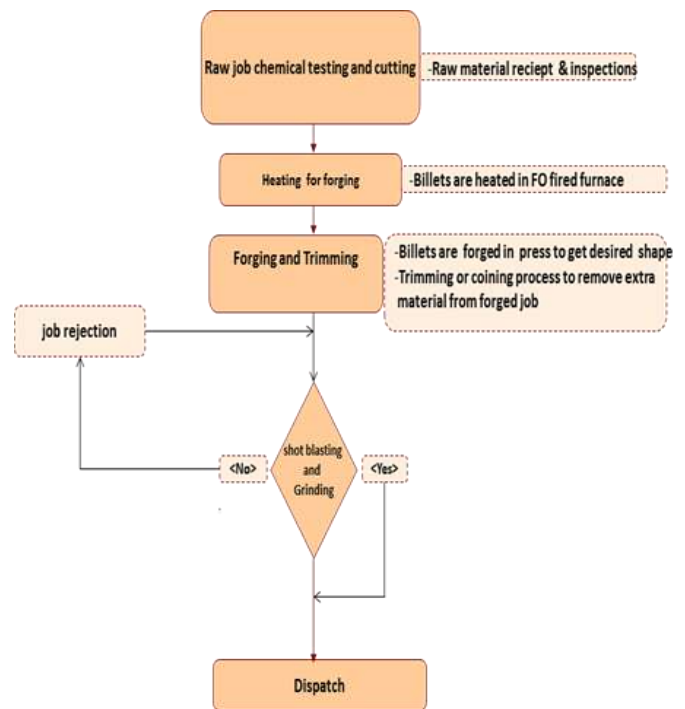 Raw job chemical testing and cutting
-Raw material reciept & inspections
Heating for forging
-Billets are heated in FO fired furnace
Forging and Trimming
-Billets are forged in press to get desired shape
-Trimming or coining process to remove extra
material from forged job
job rejection
<No>
shot blasting
and
Grinding
<Yes>
Dispatch